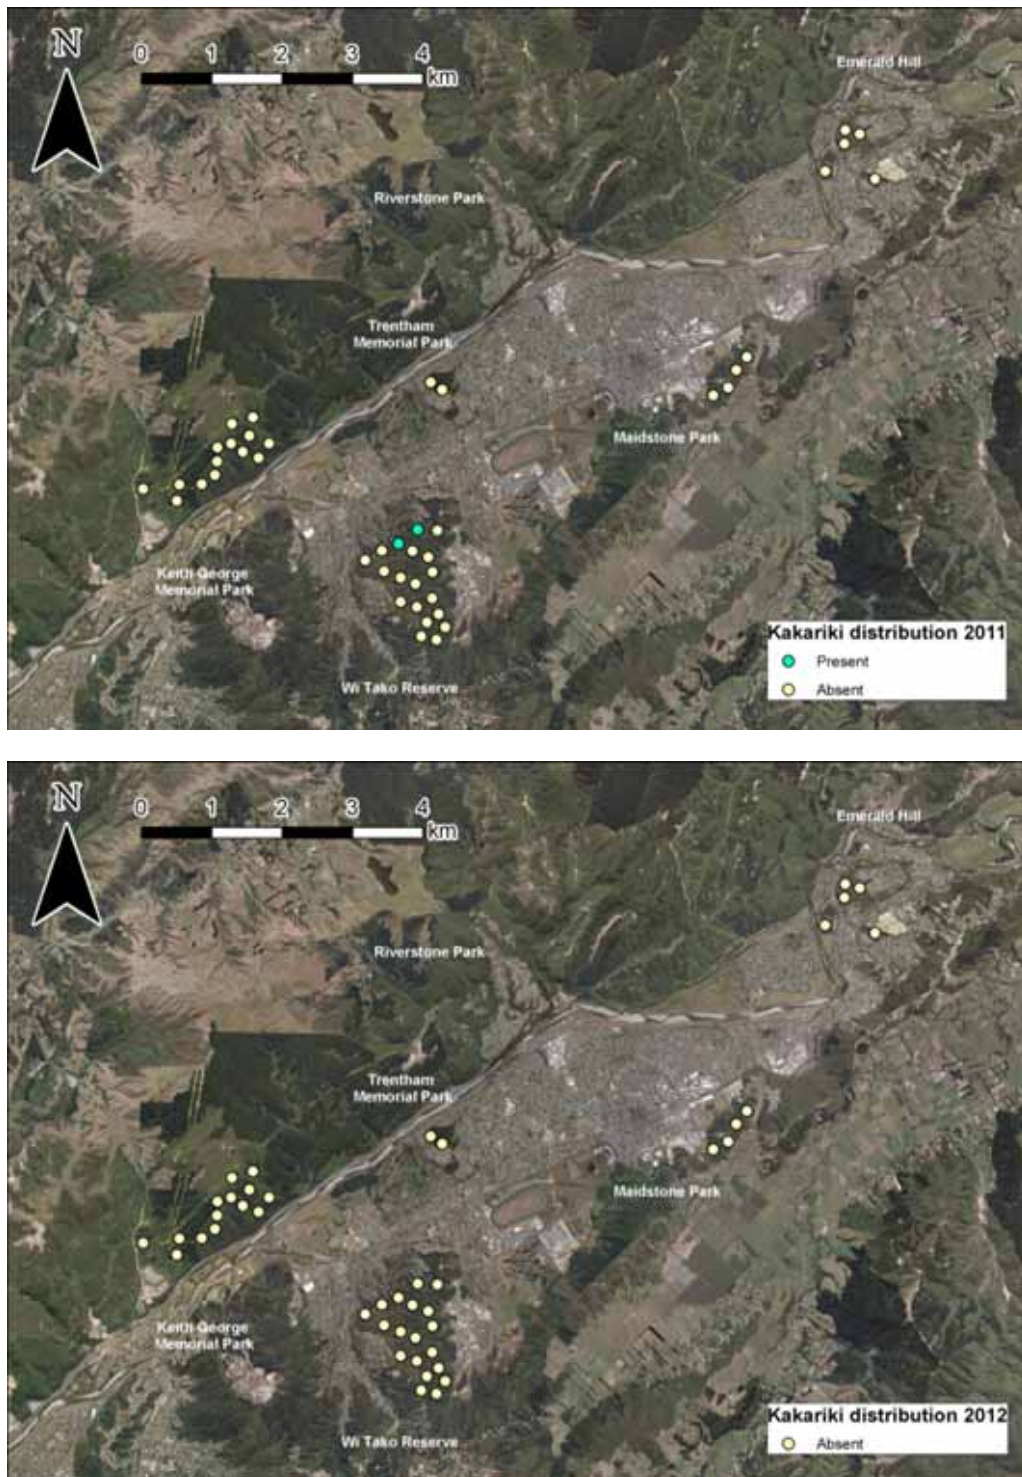 N
0 1 2 3 4
km
Emerald Hill
Riverstone Park
Trentham
Memorial Park
Maidstone Park
Keith George
Memorial Park
Wi Tako Reserve
Kakariki distribution 2011
Present
Absent
N
0 1 2 3 4
km
Emerald Hill
Riverstone Park
Trentham
Memorial Park
Maidstone Park
Keith George
Memorial Park
Wi Tako Reserve
Kakariki distribution 2012
Absent